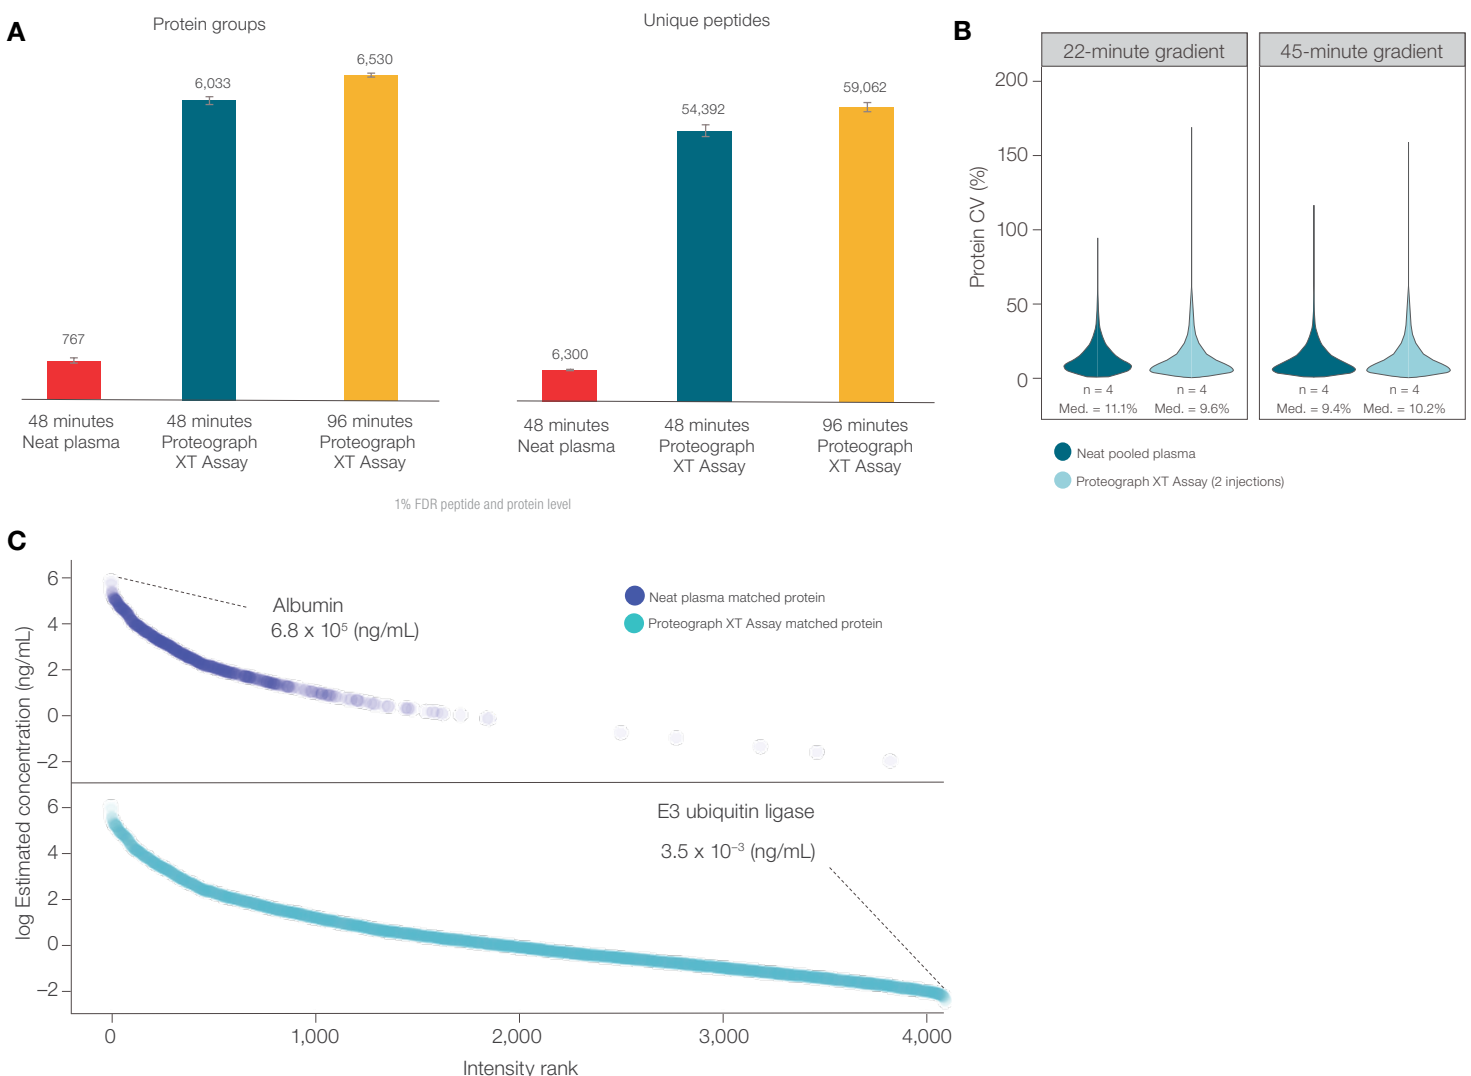 A
Protein groups
767
6,033
6,530
48 minutes
Neat plasma
48 minutes
Proteograph
XT Assay
96 minutes
Proteograph
XT Assay
Unique peptides
6,300
54,392
59,062
48 minutes
Neat plasma
48 minutes
Proteograph
XT Assay
96 minutes
Proteograph
XT Assay
1% FDR peptide and protein level
B
22-minute gradient
45-minute gradient
Protein CV (%)
200
150
100
50
0
n = 4
Med. = 11.1%
n = 4
Med. = 9.6%
n = 4
Med. = 9.4%
n = 4
Med. = 10.2%
Neat pooled plasma
Proteograph XT Assay (2 injections)
C
log Estimated concentration (ng/mL)
6
4
2
0
–2
Albumin
6.8 x 10⁵ (ng/mL)
Neat plasma matched protein
Proteograph XT Assay matched protein
6
4
2
0
–2
E3 ubiquitin ligase
3.5 x 10⁻³ (ng/mL)
0
1,000
2,000
3,000
4,000
Intensity rank